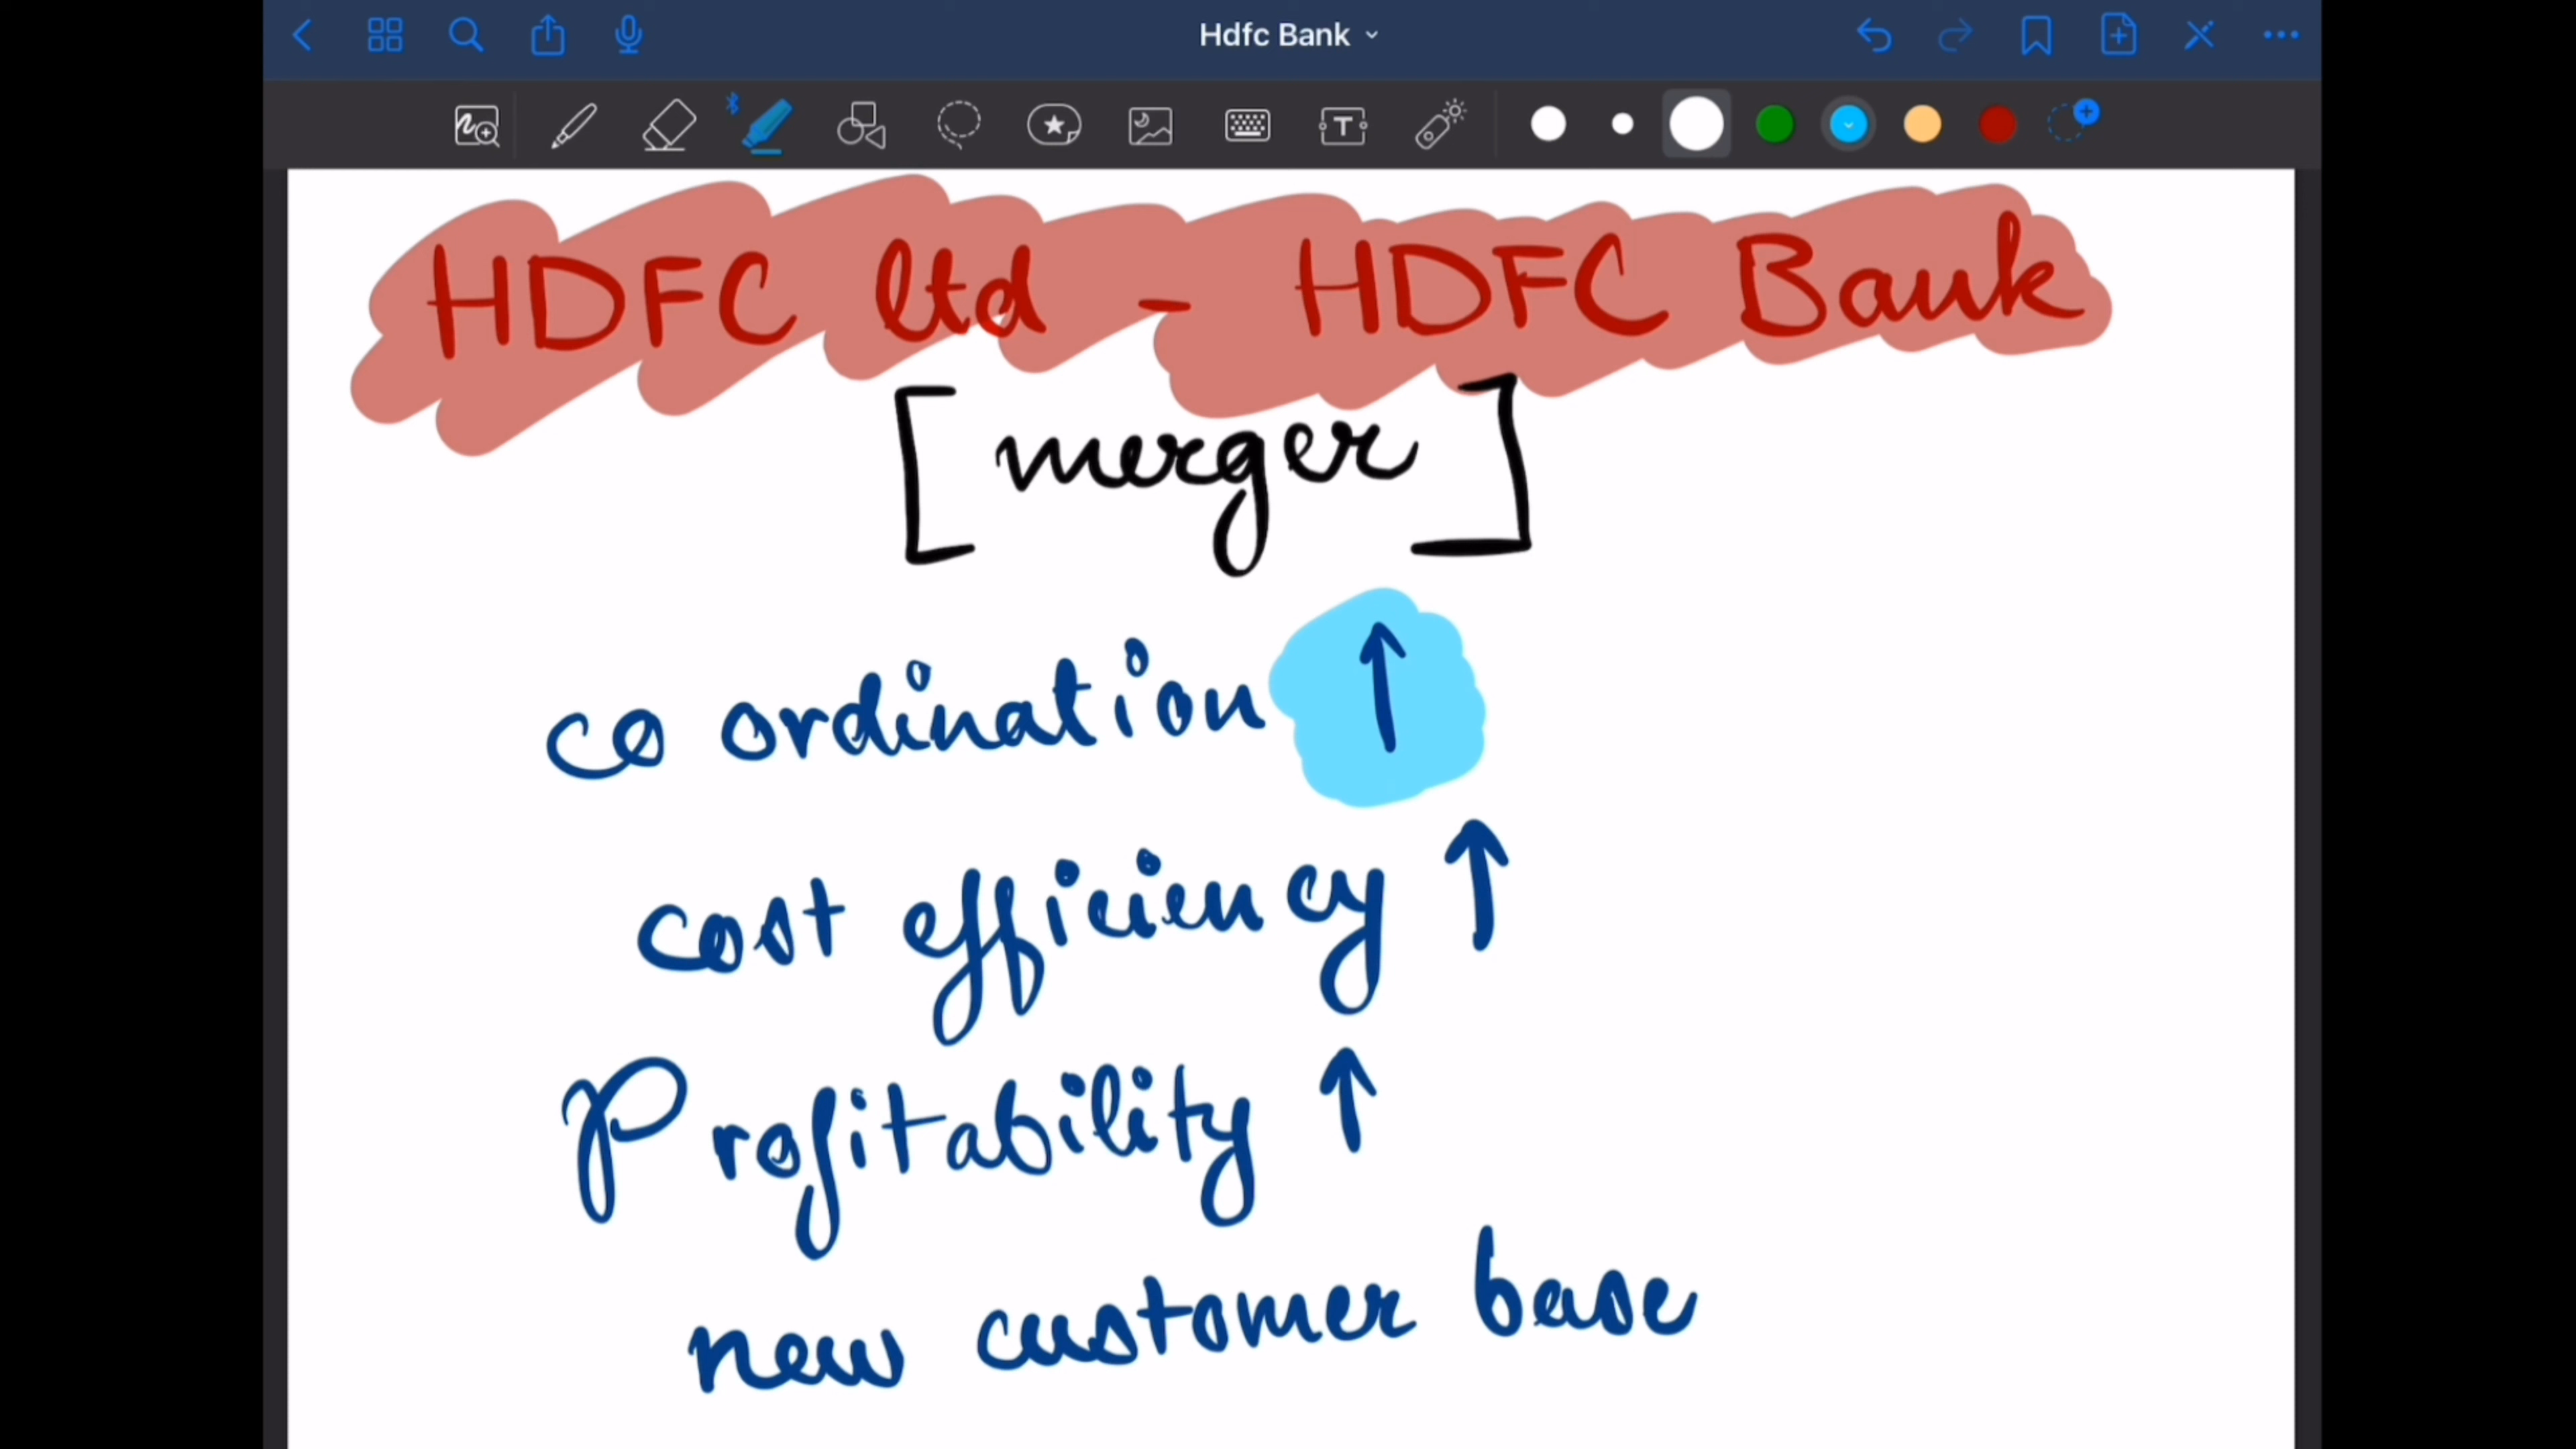 Hdfc Bank
HDFC ltd - HDFC Bank
[merger]
co ordination ↑
cost efficiency ↑
Profitability ↑
new customer base